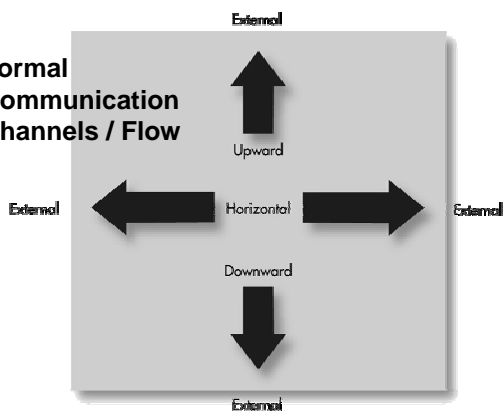 External
ormal
ommunication
hannels / Flow
Upward
External
Horizontal
External
Downward
External